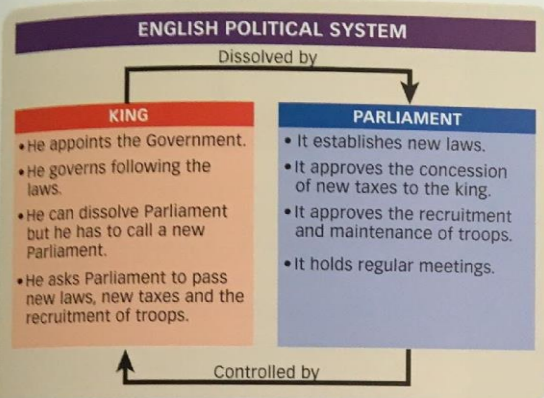 ENGLISH POLITICAL SYSTEM
Dissolved by
KING
• He appoints the Government.
• He governs following the
laws.
• He can dissolve Parliament
but he has to call a new
Parliament.
• He asks Parliament to pass
new laws, new taxes and the
recruitment of troops.
PARLIAMENT
• It establishes new laws.
• It approves the concession
of new taxes to the king.
• It approves the recruitment
and maintenance of troops.
• It holds regular meetings.
Controlled by